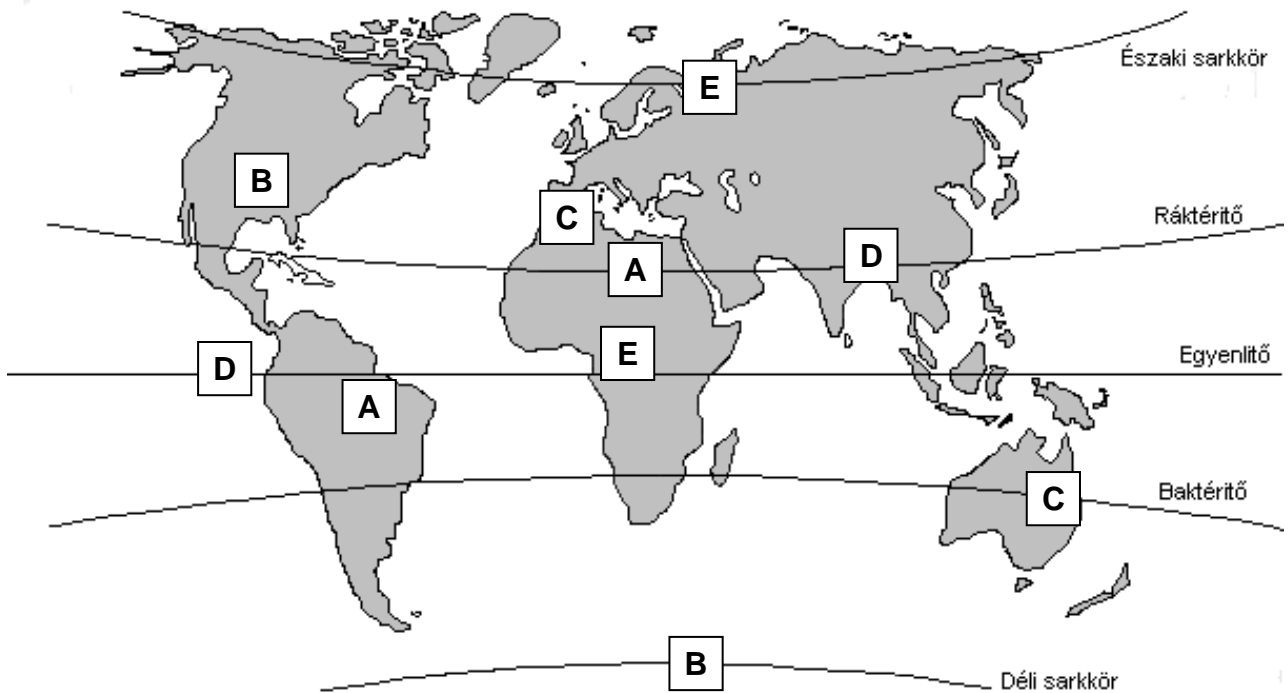 E
Északi sarkkör
B
C
Ráktérítő
A
D
E
Egyenlítő
D
A
C
Baktérítő
B
Déli sarkkör